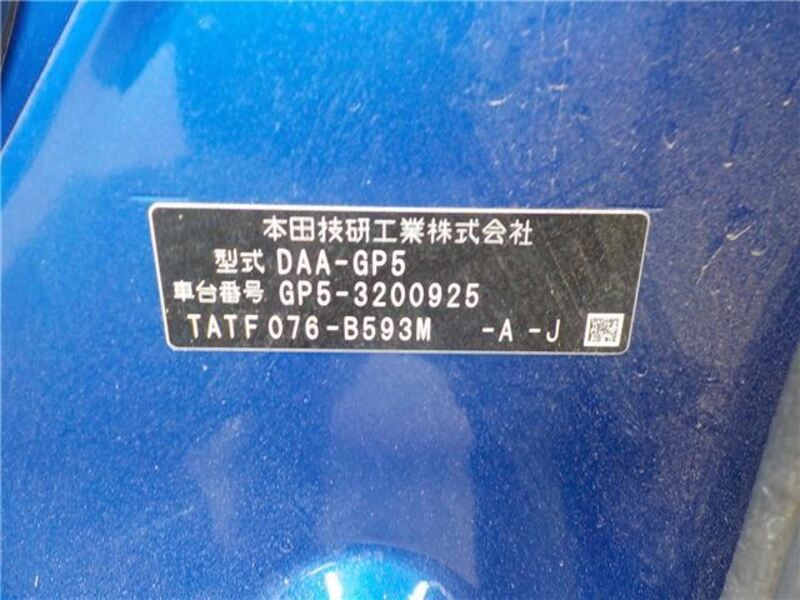 本田技研工業株式会社
型式 DAA-GP5
車台番号 GP5-3200925
TATF076-B593M -A -J